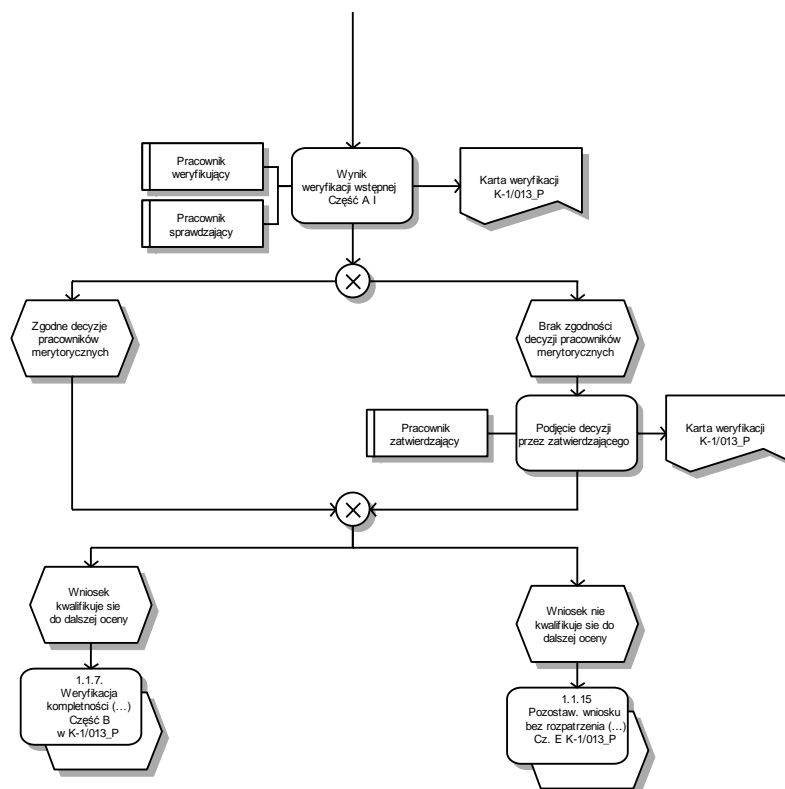 Pracownik
weryfikujący
Wynik
weryfikacji wstępnej
Część A I
Karta weryfikacji
K-1/013_P
Pracownik
sprawdzający
Zgodne decyzje
pracowników
merytorycznych
Brak zgodności
decyzji pracowników
merytorycznych
Pracownik
zatwierdzający
Podjęcie decyzji
przez zatwierdzającego
Karta weryfikacji
K-1/013_P
Wniosek
kwalifikuje sie
do dalszej oceny
Wniosek nie
kwalifikuje sie do
dalszej oceny
1.1.7.
Weryfikacja
kompletności (…)
Część B
w K-1/013_P
1.1.15
Pozostaw. wniosku
bez rozpatrzenia (…)
Cz. E K-1/013_P